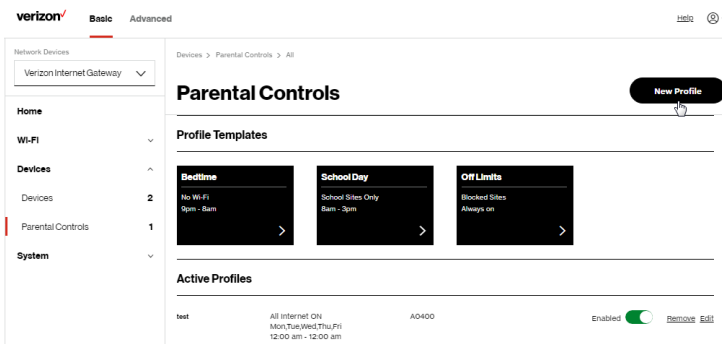 verizon✓ Basic Advanced Help
Network Devices
Verizon Internet Gateway
Home
Wi-Fi
Devices
Devices 2
Parental Controls 1
System
Devices > Parental Controls > All
Parental Controls
New Profile
Profile Templates
Bedtime
No Wi-Fi
9pm - 8am
School Day
School Sites Only
8am - 3pm
Off Limits
Blocked Sites
Always on
Active Profiles
test All Internet ON A0400 Enabled Remove Edit
Mon,Tue,Wed,Thu,Fri
12:00 am - 12:00 am